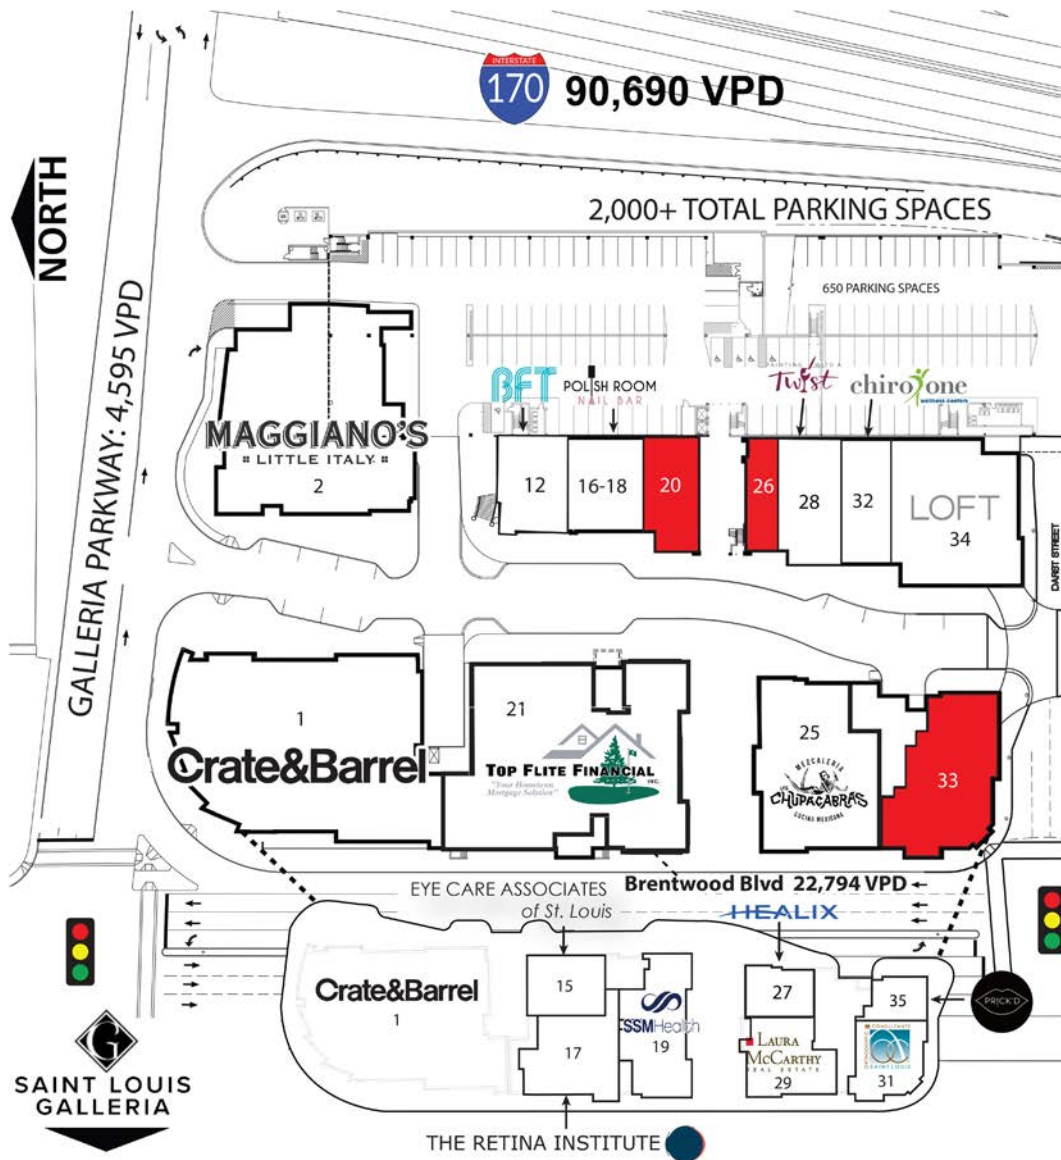 INTERSTATE
170
90,690 VPD
NORTH
2,000+ TOTAL PARKING SPACES
650 PARKING SPACES
GALLERIA PARKWAY: 4,595 VPD
BFT
POLISH ROOM
NAIL BAR
PAINTING WITH A
Twist
chiro one
wellness centers
MAGGIANO'S
LITTLE ITALY
2
12
16-18
20
26
28
32
LOFT
34
DARST STREET
1
Crate&Barrel
21
TOP FLITE FINANCIAL
INC.
"Your Hometown
Mortgage Solution"
25
MEZCALERIA
LOS
CHUPACABRAS
COCINA MEXICANA
33
EYE CARE ASSOCIATES
of St. Louis
Brentwood Blvd 22,794 VPD
HEALIX
Crate&Barrel
1
15
17
SSMHealth
19
27
LAURA
MCCARTHY
REAL ESTATE
29
35
PR!CK'D
31
G
SAINT LOUIS
GALLERIA
THE RETINA INSTITUTE